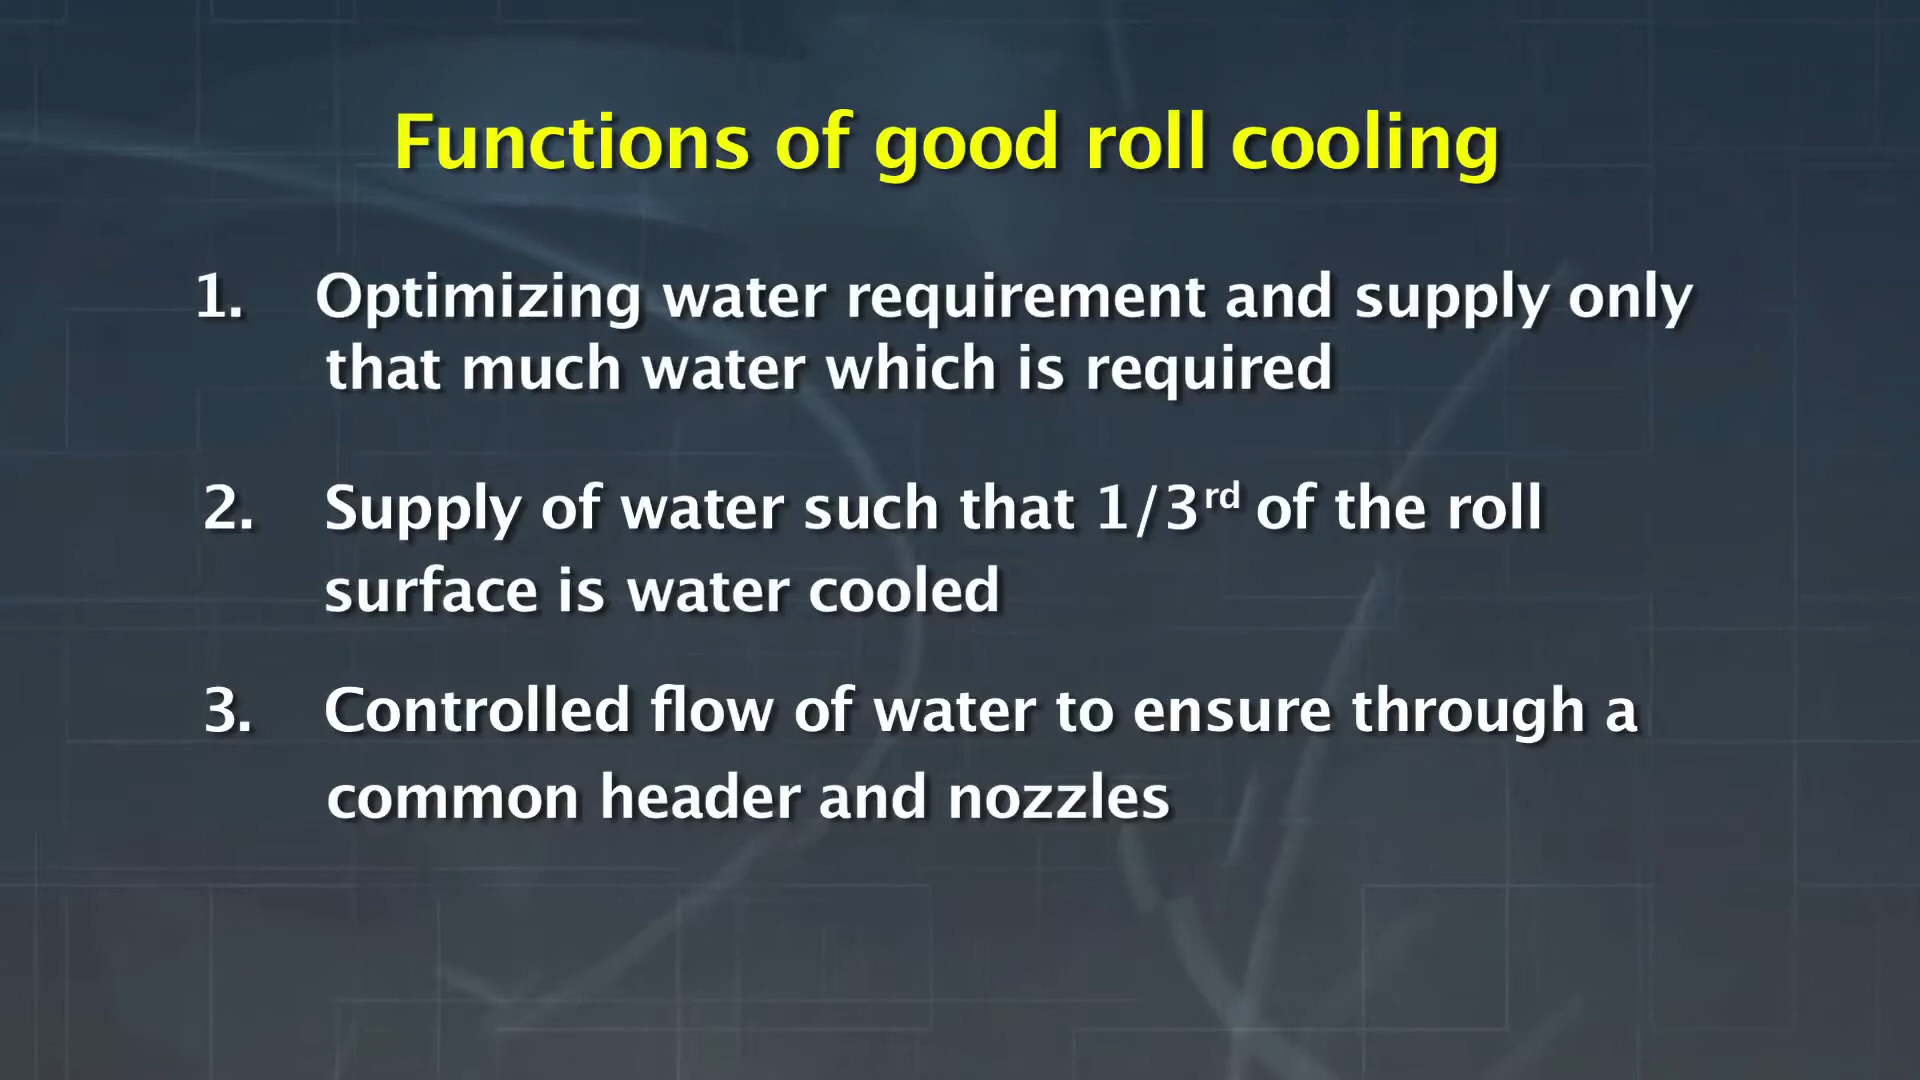 Functions of good roll cooling
1. Optimizing water requirement and supply only
that much water which is required
2. Supply of water such that 1/3rd of the roll
surface is water cooled
3. Controlled flow of water to ensure through a
common header and nozzles